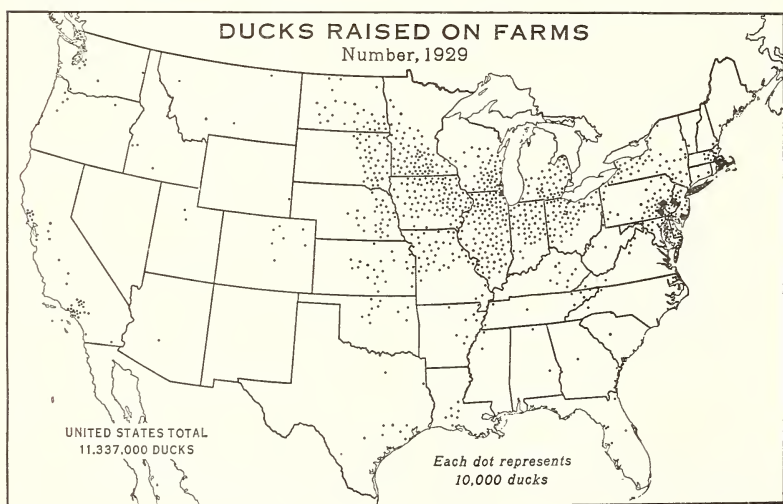 DUCKS RAISED ON FARMS
Number, 1929
UNITED STATES TOTAL
11,337,000 DUCKS
Each dot represents
10,000 ducks